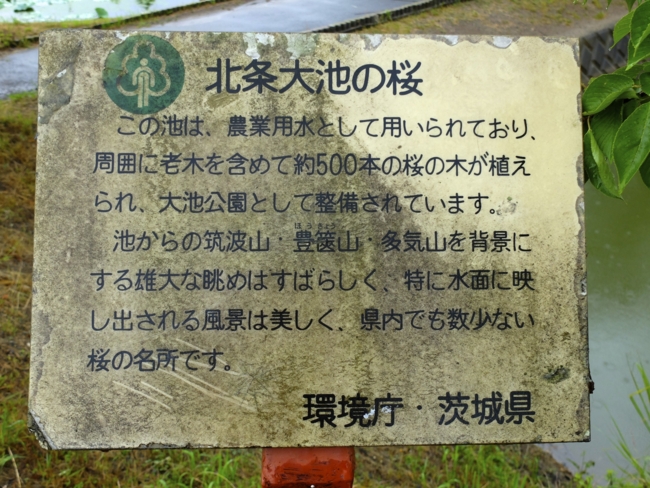 北条大池の桜
この池は、農業用水として用いられており、
周囲に老木を含めて約500本の桜の木が植え
られ、大池公園として整備されています。
池からの筑波山・豊篋山・多気山を背景に
する雄大な眺めはすばらしく、特に水面に映
し出される風景は美しく、県内でも数少ない
桜の名所です。
環境庁・茨城県